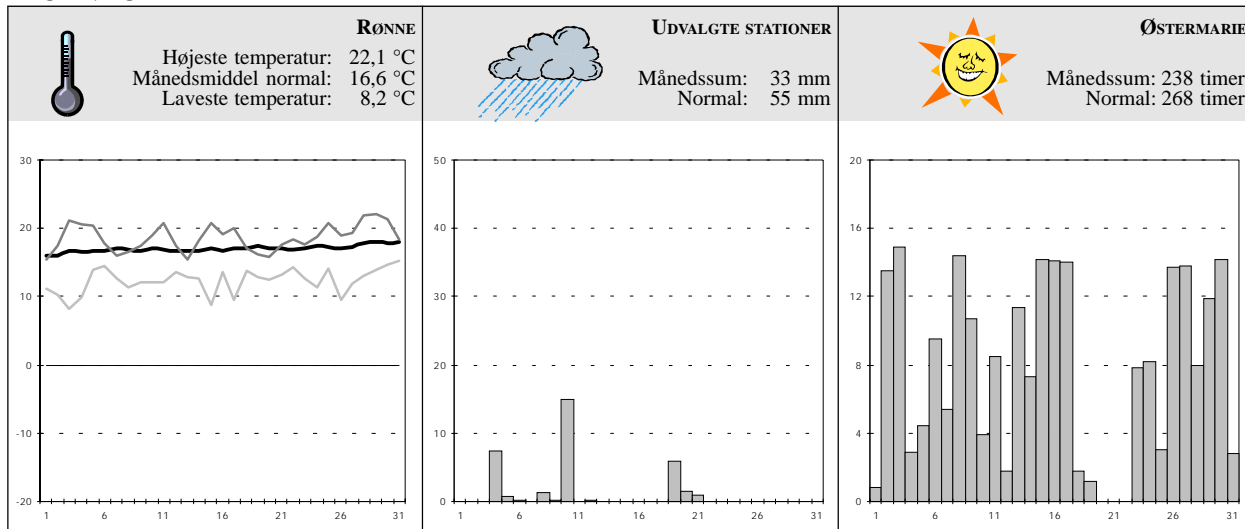 RØNNE
Højeste temperatur: 22,1 °C
Månedsmiddel normal: 16,6 °C
Laveste temperatur: 8,2 °C
UDVALGTE STATIONER
Månedssum: 33 mm
Normal: 55 mm
ØSTERMARIE
Månedssum: 238 timer
Normal: 268 timer
30
20
10
0
-10
-20
1 6 11 16 21 26 31
50
40
30
20
10
0
1 6 11 16 21 26 31
20
16
12
8
4
0
1 6 11 16 21 26 31